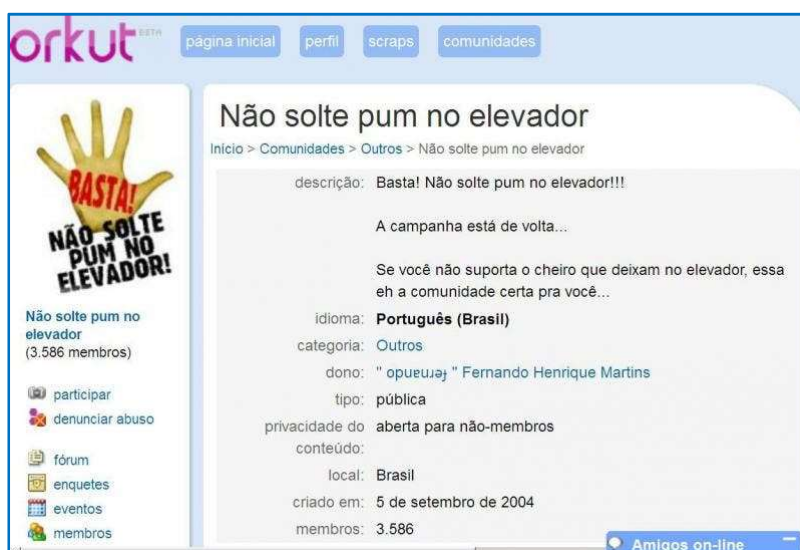 orkut BETA
página inicial perfil scraps comunidades
BASTA!
NÃO SOLTE
PUM NO
ELEVADOR!
Não solte pum no
elevador
(3.586 membros)
participar
denunciar abuso
fórum
enquetes
eventos
membros
Não solte pum no elevador
Início > Comunidades > Outros > Não solte pum no elevador
descrição: Basta! Não solte pum no elevador!!!
A campanha está de volta...
Se você não suporta o cheiro que deixam no elevador, essa
eh a comunidade certa pra você...
idioma: Português (Brasil)
categoria: Outros
dono: " opuɐuɹǝɟ " Fernando Henrique Martins
tipo: pública
privacidade do aberta para não-membros
conteúdo:
local: Brasil
criado em: 5 de setembro de 2004
membros: 3.586
Amigos on-line